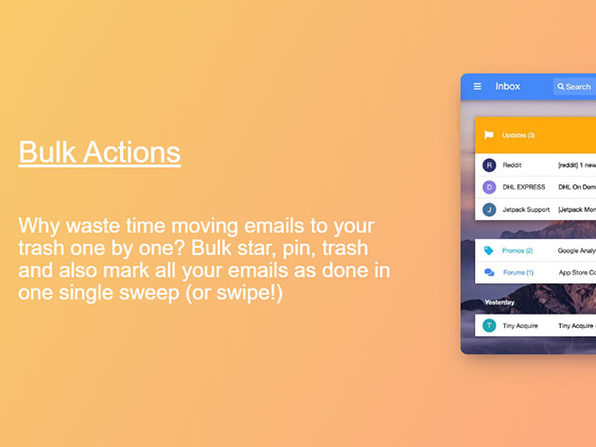 Bulk Actions
Why waste time moving emails to your
trash one by one? Bulk star, pin, trash
and also mark all your emails as done in
one single sweep (or swipe!)
Inbox
Search
Updates (3)
Reddit [reddit] 1 new
DHL EXPRESS DHL On Dem
Jetpack Support [Jetpack Mon
Promos (2) Google Analy
Forums (1) App Store Co
Yesterday
Tiny Acquire Tiny Acquire